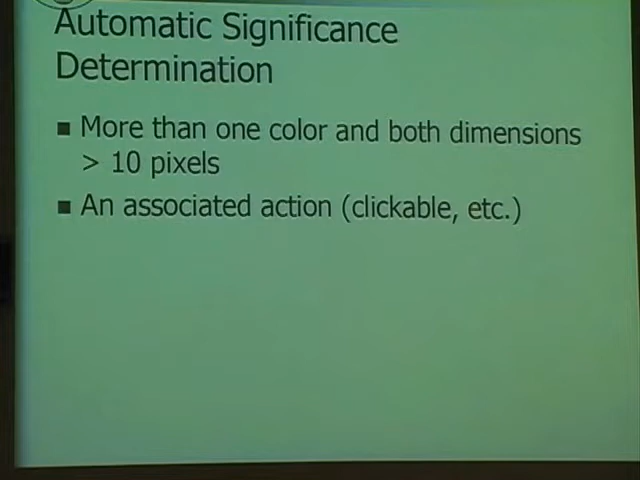 Automatic Significance
Determination
■ More than one color and both dimensions
> 10 pixels
■ An associated action (clickable, etc.)